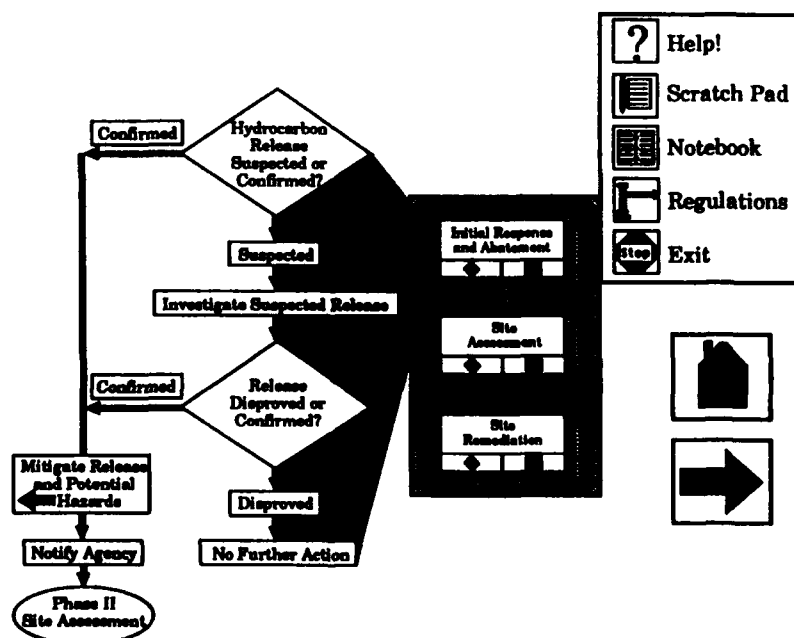 Help!
Scratch Pad
Notebook
Regulations
Stop
Exit
Confirmed
Hydrocarbon
Release
Suspected or
Confirmed?
Suspected
Investigate Suspected Release
Confirmed
Release
Disproved or
Confirmed?
Mitigate Release
and Potential
Hazards
Disproved
Notify Agency
No Further Action
Phase II
Site Assessment
Initial Response
and Abatement
Site
Assessment
Site
Remediation